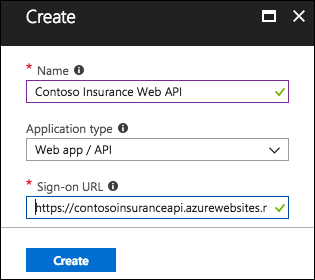 Create
* Name
Contoso Insurance Web API
Application type
Web app / API
* Sign-on URL
https://contosoinsuranceapi.azurewebsites.r
Create